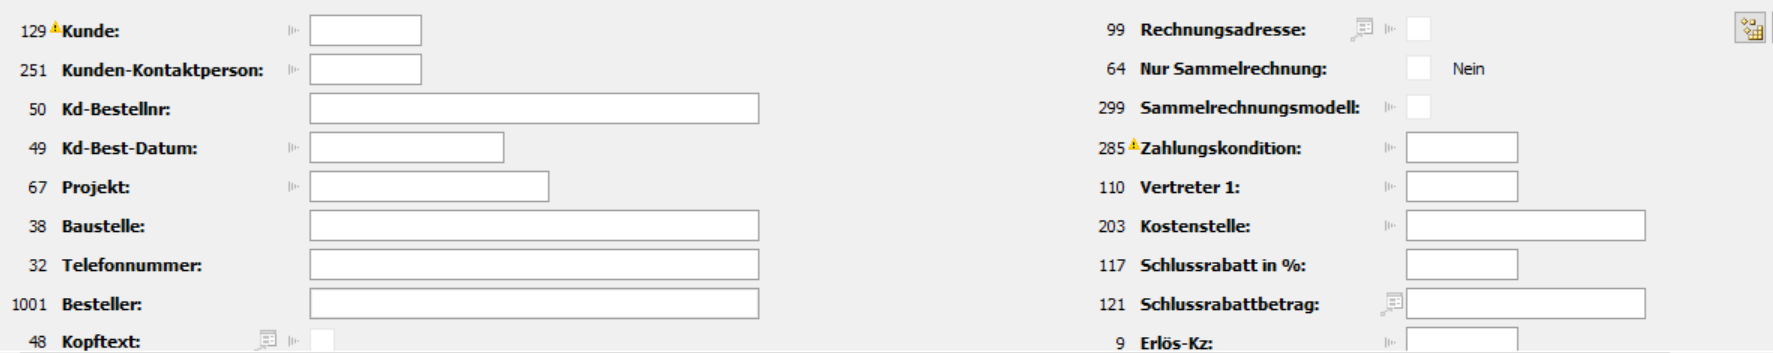 129 Kunde:
251 Kunden-Kontaktperson:
50 Kd-Bestellnr:
49 Kd-Best-Datum:
67 Projekt:
38 Baustelle:
32 Telefonnummer:
1001 Besteller:
48 Kopftext:
99 Rechnungsadresse:
64 Nur Sammelrechnung: Nein
299 Sammelrechnungsmodell:
285 Zahlungskondition:
110 Vertreter 1:
203 Kostenstelle:
117 Schlussrabatt in %:
121 Schlussrabattbetrag:
9 Erlös-Kz: